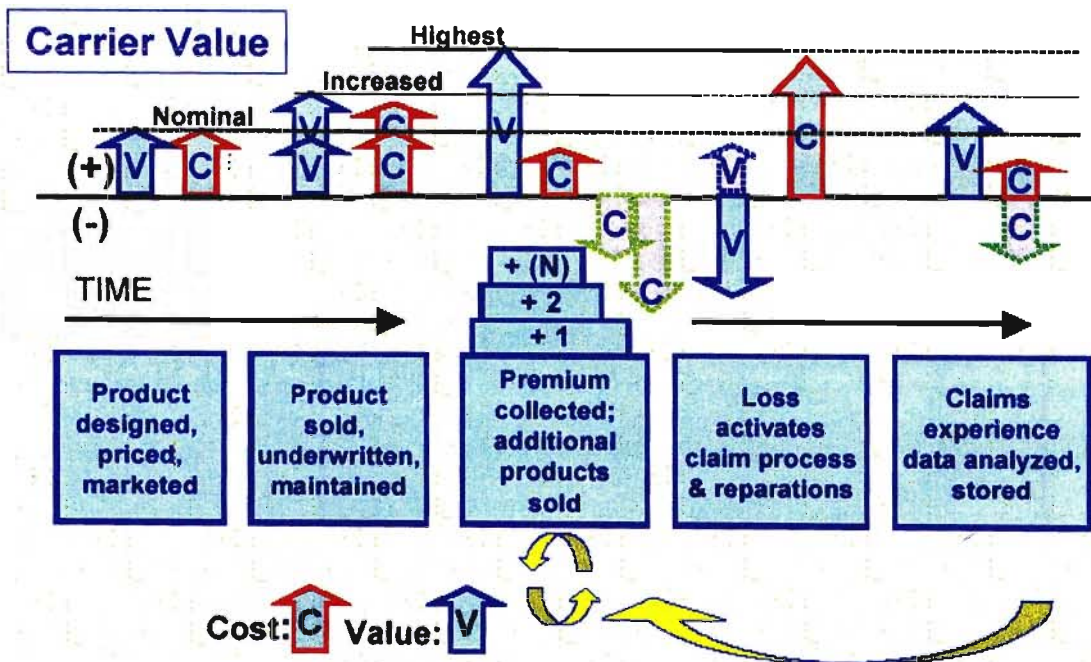 Carrier Value
Highest
Increased
Nominal
(+)
(-)
V
C
V
V
C
C
V
C
C
C
V
V
C
V
C
C
TIME
+ (N)
+ 2
+ 1
Product
designed,
priced,
marketed
Product
sold,
underwritten,
maintained
Premium
collected;
additional
products
sold
Loss
activates
claim process
& reparations
Claims
experience
data analyzed,
stored
Cost: C Value: V